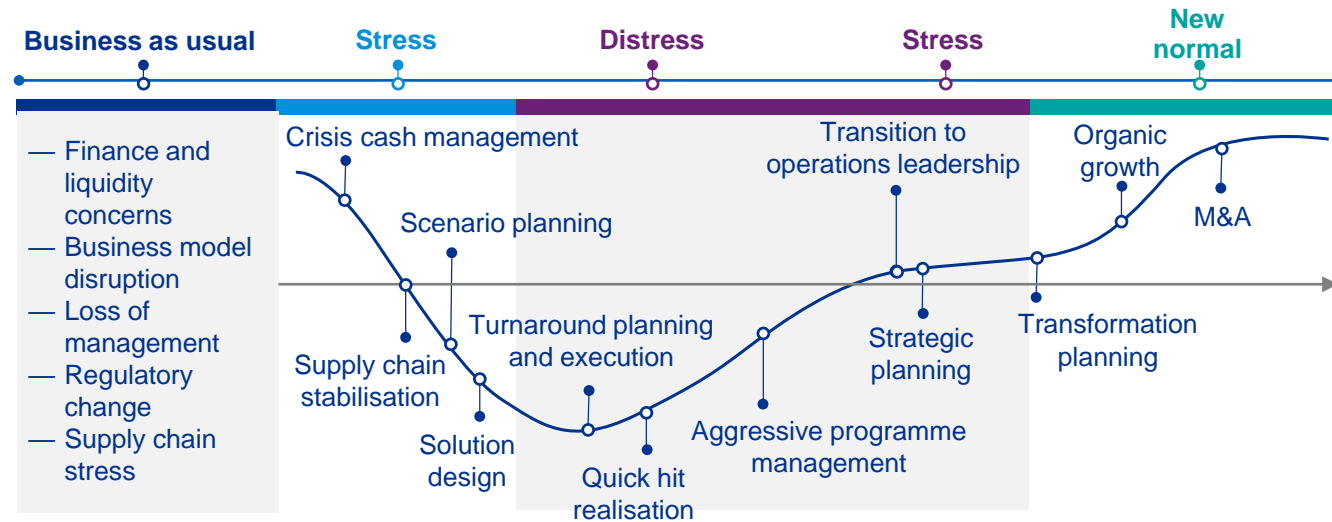 Business as usual
Stress
Distress
Stress
New
normal
— Finance and
liquidity
concerns
— Business model
disruption
— Loss of
management
— Regulatory
change
— Supply chain
stress
Crisis cash management
Scenario planning
Supply chain
stabilisation
Solution
design
Turnaround planning
and execution
Quick hit
realisation
Aggressive programme
management
Transition to
operations leadership
Strategic
planning
Organic
growth
Transformation
planning
M&A